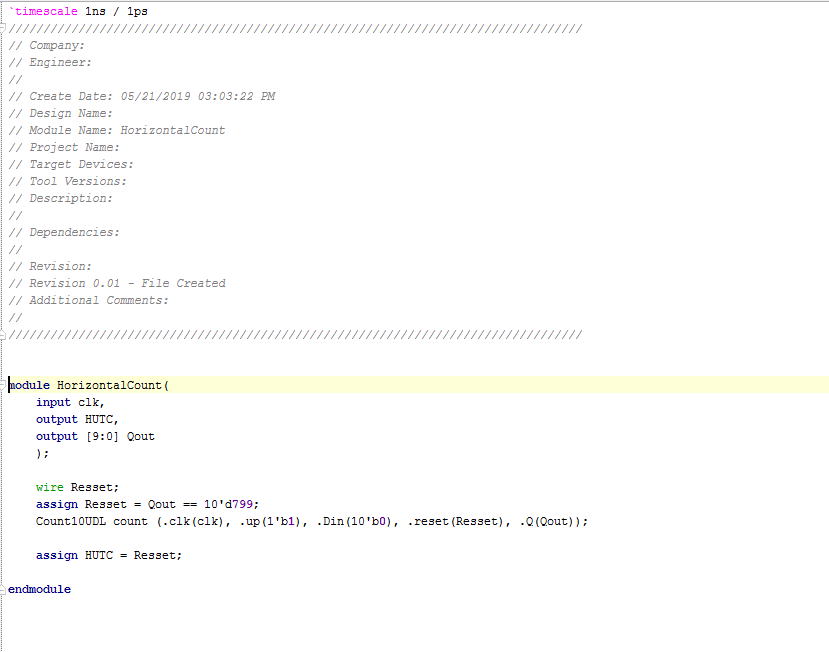 `timescale 1ns / 1ps
//////////////////////////////////////////////////////////////////////////////////
// Company:
// Engineer:
//
// Create Date: 05/21/2019 03:03:22 PM
// Design Name:
// Module Name: HorizontalCount
// Project Name:
// Target Devices:
// Tool Versions:
// Description:
//
// Dependencies:
//
// Revision:
// Revision 0.01 - File Created
// Additional Comments:
//
//////////////////////////////////////////////////////////////////////////////////
module HorizontalCount(
    input clk,
    output HUTC,
    output [9:0] Qout
    );
    wire Resset;
    assign Resset = Qout == 10'd799;
    Count10UDL count (.clk(clk), .up(1'b1), .Din(10'b0), .reset(Resset), .Q(Qout));
    assign HUTC = Resset;
endmodule